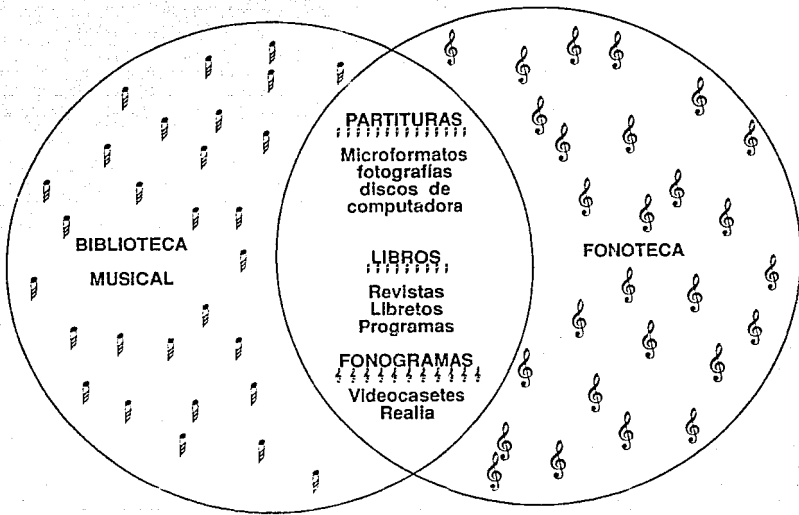 BIBLIOTECA
MUSICAL
PARTITURAS
Microformatos
fotografías
discos de
computadora
LIBROS
Revistas
Libretos
Programas
FONOGRAMAS
Videocasetes
Realia
FONOTECA